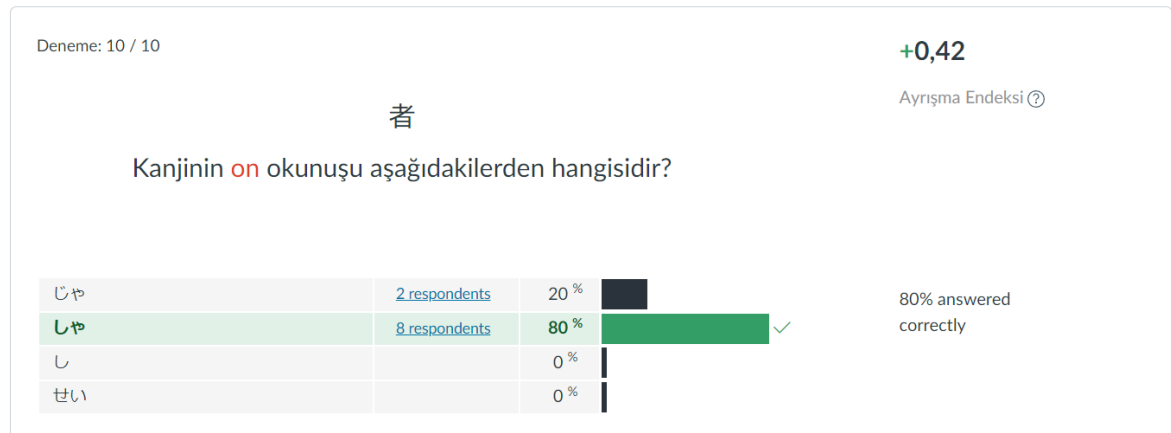 Deneme: 10 / 10
+0,42
Ayrışma Endeksi ?
者
Kanjinin on okunuşu aşağıdakilerden hangisidir?
じゃ 2 respondents 20 %
しゃ 8 respondents 80 %
し 0 %
せい 0 %
80% answered
correctly